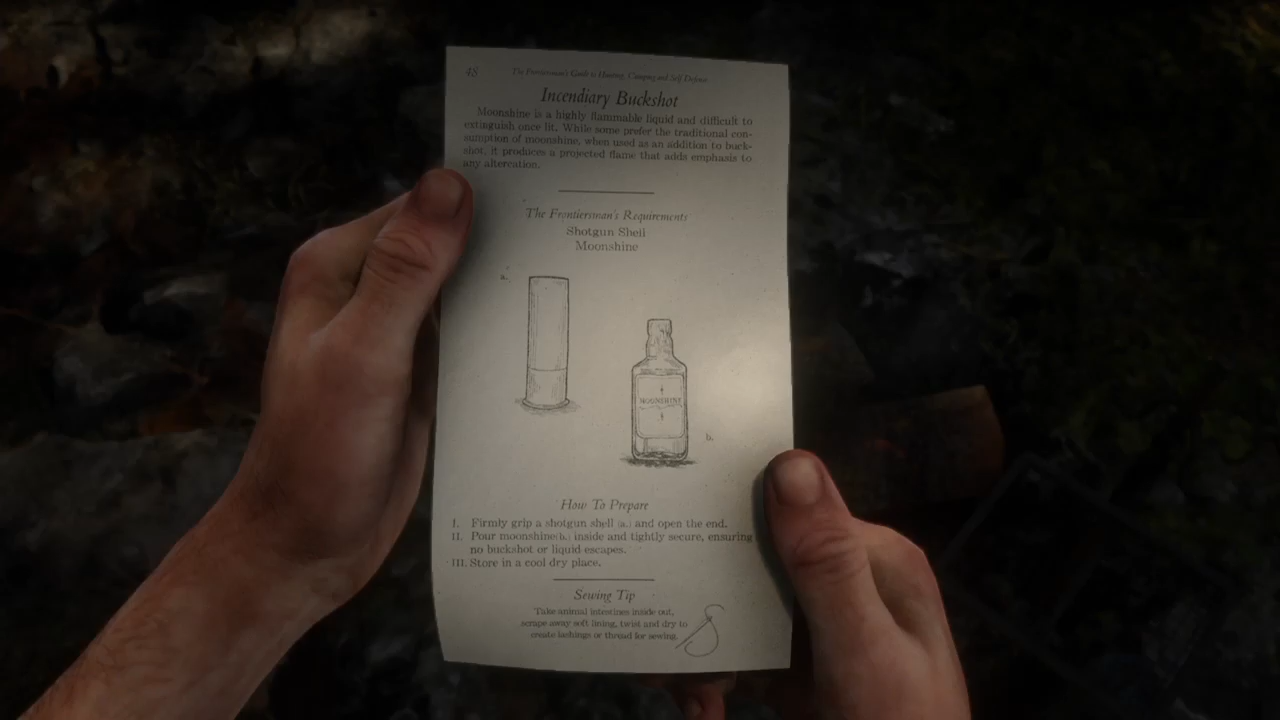 48 The Frontiersman's Guide to Hunting, Camping and Self Defense
Incendiary Buckshot
Moonshine is a highly flammable liquid and difficult to
extinguish once lit. While some prefer the traditional con-
sumption of moonshine, when used as an addition to buck-
shot, it produces a projected flame that adds emphasis to
any altercation.
The Frontiersman's Requirements
Shotgun Shell
Moonshine
a.
MOONSHINE
b.
How To Prepare
I. Firmly grip a shotgun shell (a.) and open the end.
II. Pour moonshine(b.) inside and tightly secure, ensuring
no buckshot or liquid escapes.
III. Store in a cool dry place.
Sewing Tip
Take animal intestines inside out,
scrape away soft lining, twist and dry to
create lashings or thread for sewing.